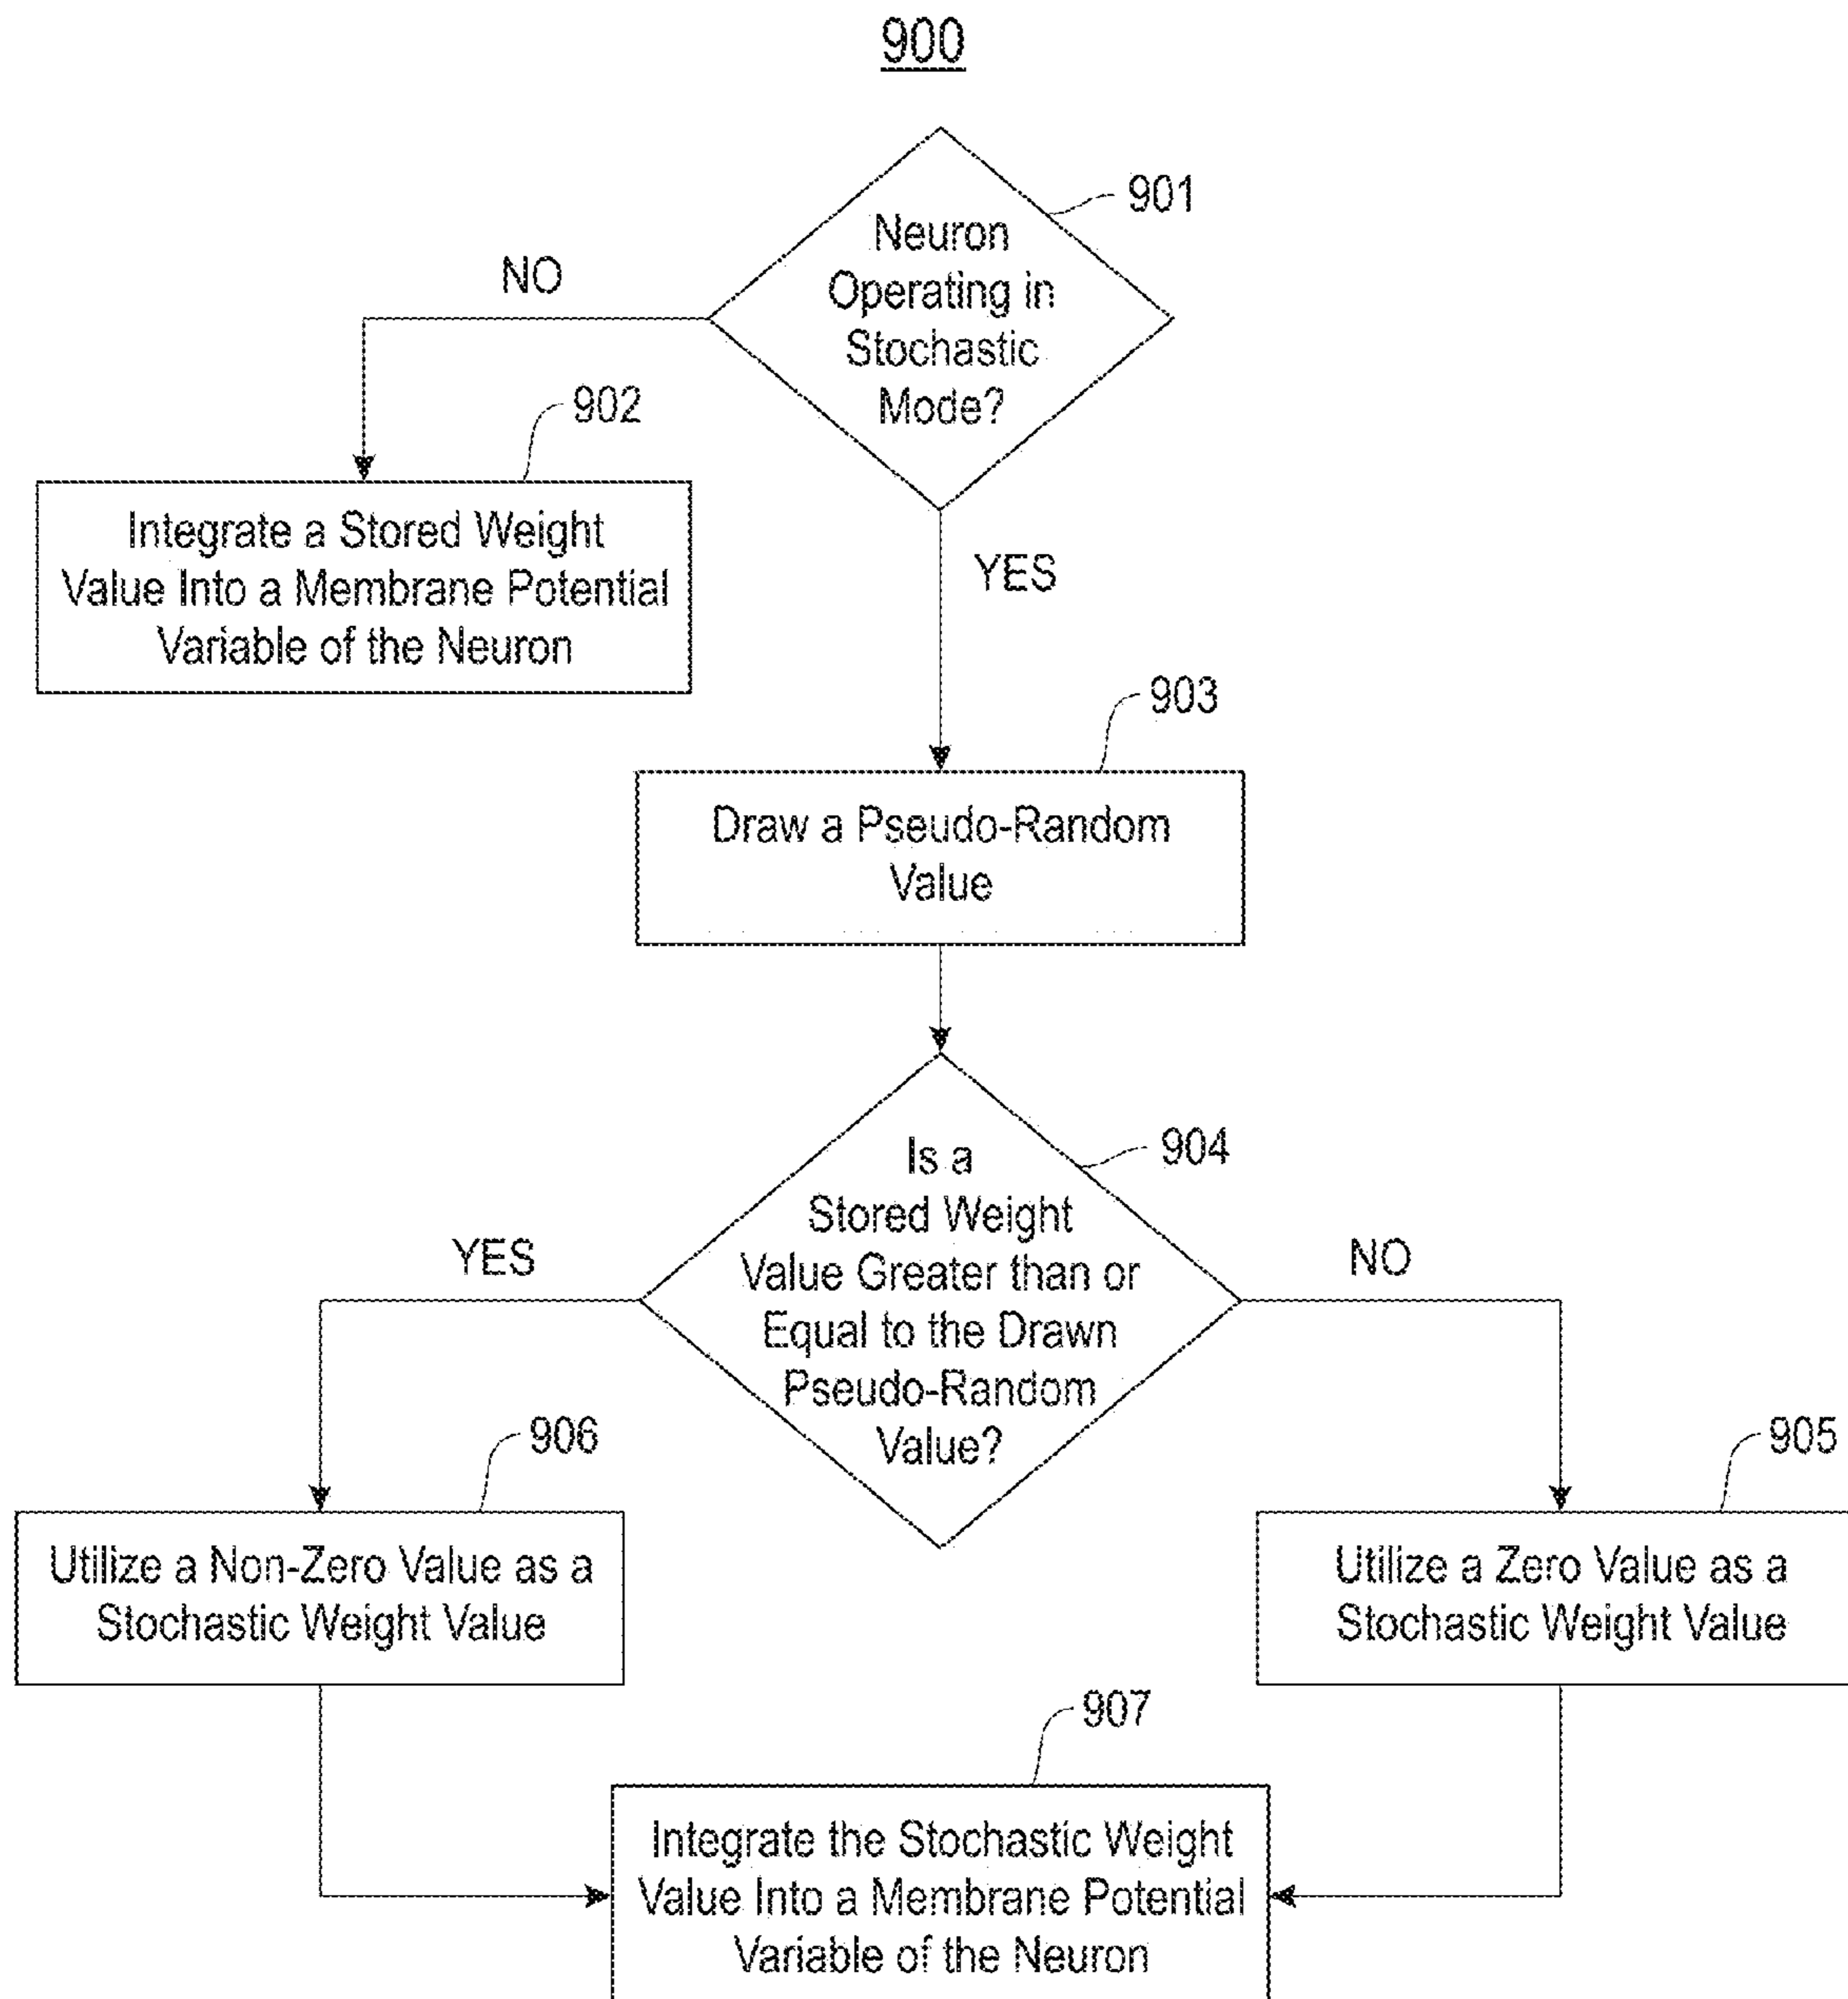 900
901
Neuron
Operating in
Stochastic
Mode?
NO
902
Integrate a Stored Weight
Value Into a Membrane Potential
Variable of the Neuron
YES
903
Draw a Pseudo-Random
Value
904
Is a
Stored Weight
Value Greater than or
Equal to the Drawn
Pseudo-Random
Value?
YES
NO
906
Utilize a Non-Zero Value as a
Stochastic Weight Value
905
Utilize a Zero Value as a
Stochastic Weight Value
907
Integrate the Stochastic Weight
Value Into a Membrane Potential
Variable of the Neuron